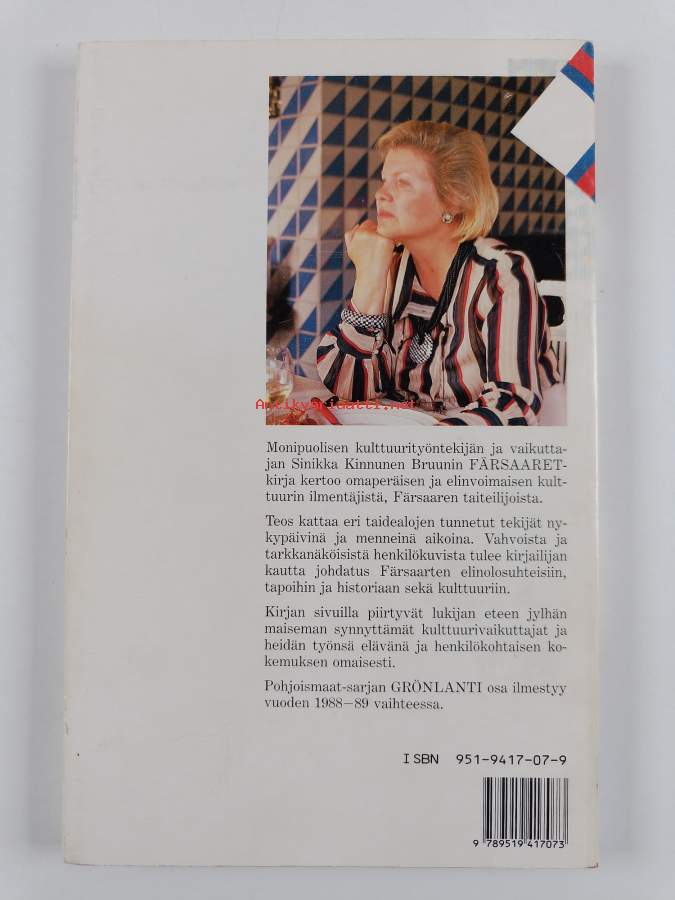 Antikvariaatti.net
Monipuolisen kulttuurityöntekijän ja vaikutta-
jan Sinikka Kinnunen Bruunin FÄRSAARET-
kirja kertoo omaperäisen ja elinvoimaisen kult-
tuurin ilmentäjistä, Färsaaren taiteilijoista.
Teos kattaa eri taidealojen tunnetut tekijät ny-
kypäivinä ja menneinä aikoina. Vahvoista ja
tarkkanäköisistä henkilökuvista tulee kirjailijan
kautta johdatus Färsaarten elinolosuhteisiin,
tapoihin ja historiaan sekä kulttuuriin.
Kirjan sivuilla piirtyvät lukijan eteen jylhän
maiseman synnyttämät kulttuurivaikuttajat ja
heidän työnsä elävänä ja henkilökohtaisen ko-
kemuksen omaisesti.
Pohjoismaat-sarjan GRÖNLANTI osa ilmestyy
vuoden 1988–89 vaihteessa.
ISBN 951-9417-07-9
9 789519 417073